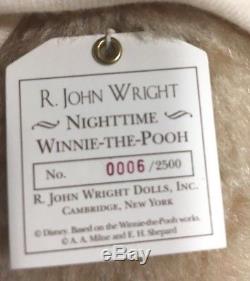 R. JOHN WRIGHT
NIGHTTIME
WINNIE-THE-POOH
No. 0006/2500
R. JOHN WRIGHT DOLLS, INC.
CAMBRIDGE, NEW YORK
© Disney. Based on the Winnie-the-Pooh works.
© A. A. Milne and E. H. Shepard
ebay